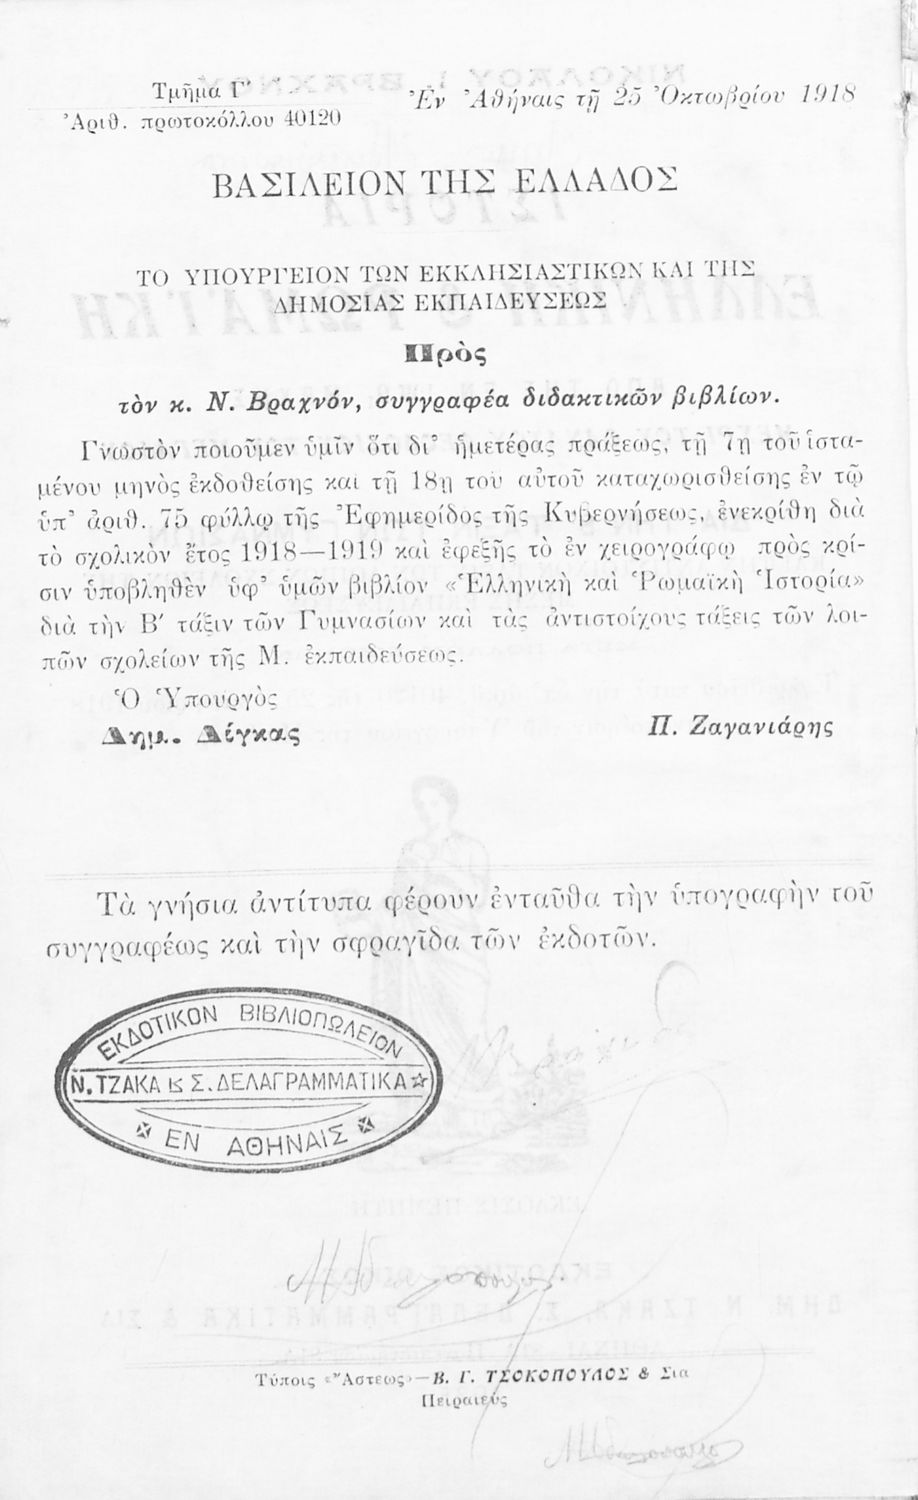 Τμῆμα Γ′
Ἀριθ. πρωτοκόλλου 40120
Ἐν Ἀθήναις τῇ 25 Ὀκτωβρίου 1918
ΒΑΣΙΛΕΙΟΝ ΤΗΣ ΕΛΛΑΔΟΣ
ΤΟ ΥΠΟΥΡΓΕΙΟΝ ΤΩΝ ΕΚΚΛΗΣΙΑΣΤΙΚΩΝ ΚΑΙ ΤΗΣ
ΔΗΜΟΣΙΑΣ ΕΚΠΑΙΔΕΥΣΕΩΣ
Πρὸς
τὸν κ. Ν. Βραχνόν, συγγραφέα διδακτικῶν βιβλίων.
Γνωστὸν ποιοῦμεν ὑμῖν ὅτι δι᾿ ἡμετέρας πράξεως, τῇ 7ῃ τοῦ ἱστα-
μένου μηνὸς ἐκδοθείσης καὶ τῇ 18ῃ τοῦ αὐτοῦ καταχωρισθείσης ἐν τῷ
ὑπ᾿ ἀριθ. 75 φύλλῳ τῆς Ἐφημερίδος τῆς Κυβερνήσεως, ἐνεκρίθη διὰ
τὸ σχολικὸν ἔτος 1918—1919 καὶ ἐφεξῆς τὸ ἐν χειρογράφῳ πρὸς κρί-
σιν ὑποβληθὲν ὑφ᾿ ὑμῶν βιβλίον «Ἑλληνικὴ καὶ Ῥωμαϊκὴ Ἱστορία»
διὰ τὴν Β′ τάξιν τῶν Γυμνασίων καὶ τὰς ἀντιστοίχους τάξεις τῶν λοι-
πῶν σχολείων τῆς Μ. ἐκπαιδεύσεως.
Ὁ Ὑπουργὸς
Δημ. Δίγκας
Π. Ζαγανιάρης
Τὰ γνήσια ἀντίτυπα φέρουν ἐνταῦθα τὴν ὑπογραφὴν τοῦ
συγγραφέως καὶ τὴν σφραγῖδα τῶν ἐκδοτῶν.
ΕΚΔΟΤΙΚΟΝ ΒΙΒΛΙΟΠΩΛΕΙΟΝ
Ν. ΤΖΑΚΑ & Σ. ΔΕΛΑΓΡΑΜΜΑΤΙΚΑ
ΕΝ ΑΘΗΝΑΙΣ
Τύποις «Ἄστεως»—Β. Γ. ΤΣΟΚΟΠΟΥΛΟΣ & Σια
Πειραιεύς